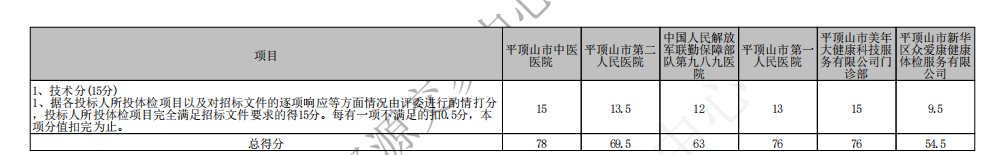 项目
平顶山市中医
医院
平顶山市第二
人民医院
中国人民解放
军联勤保障部
队第九八九医
院
平顶山市第一
人民医院
平顶山市美年
大健康科技服
务有限公司门
诊部
平顶山市新华
区众爱康健康
体检服务有限
公司
1、技术分(15分)
1、据各投标人所投体检项目以及对招标文件的逐项响应等方面情况由评委进行酌情打分
，投标人所投体检项目完全满足招标文件要求的得15分。每有一项不满足的扣0.5分，本
项分值扣完为止。
15
13.5
12
13
15
9.5
总得分
78
69.5
63
76
76
54.5